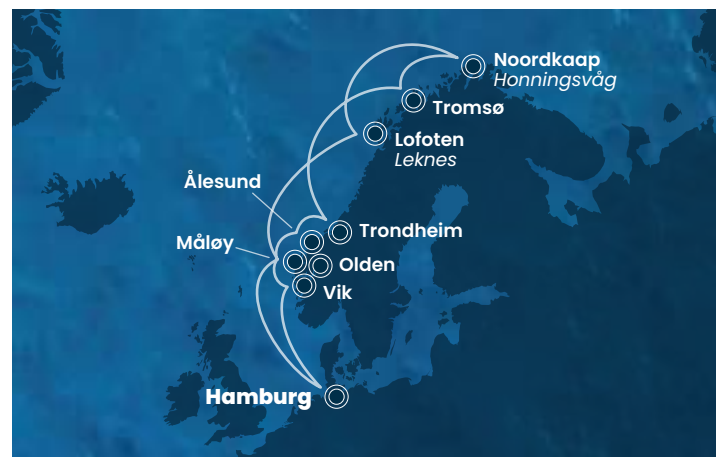 Noordkaap
Honningsvåg
Tromsø
Lofoten
Leknes
Ålesund
Trondheim
Måløy
Olden
Vik
Hamburg